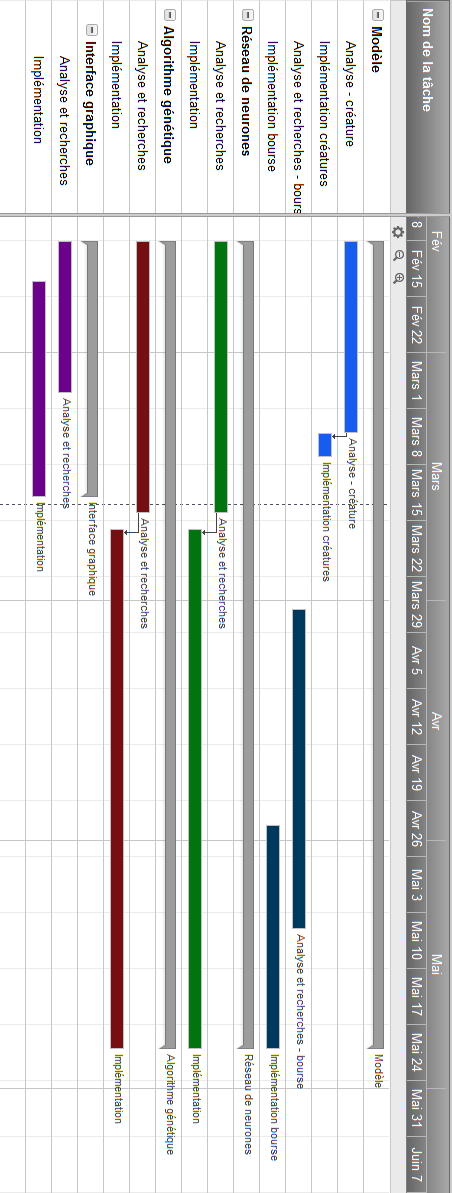 Nom de la tâche
Fév
Mars
Avr
Mai
8
Fév 15
Fév 22
Mars 1
Mars 8
Mars 15
Mars 22
Mars 29
Avr 5
Avr 12
Avr 19
Avr 26
Mai 3
Mai 10
Mai 17
Mai 24
Mai 31
Juin 7
Modèle
Modèle
Analyse - créature
Analyse - créature
Implémentation créatures
Implémentation créatures
Analyse et recherches - bours
Analyse et recherches - bourse
Implémentation bourse
Implémentation bourse
Réseau de neurones
Réseau de neurones
Analyse et recherches
Analyse et recherches
Implémentation
Implémentation
Algorithme génétique
Algorithme génétique
Analyse et recherches
Analyse et recherches
Implémentation
Implémentation
Interface graphique
Interface graphique
Analyse et recherches
Analyse et recherches
Implémentation
Implémentation